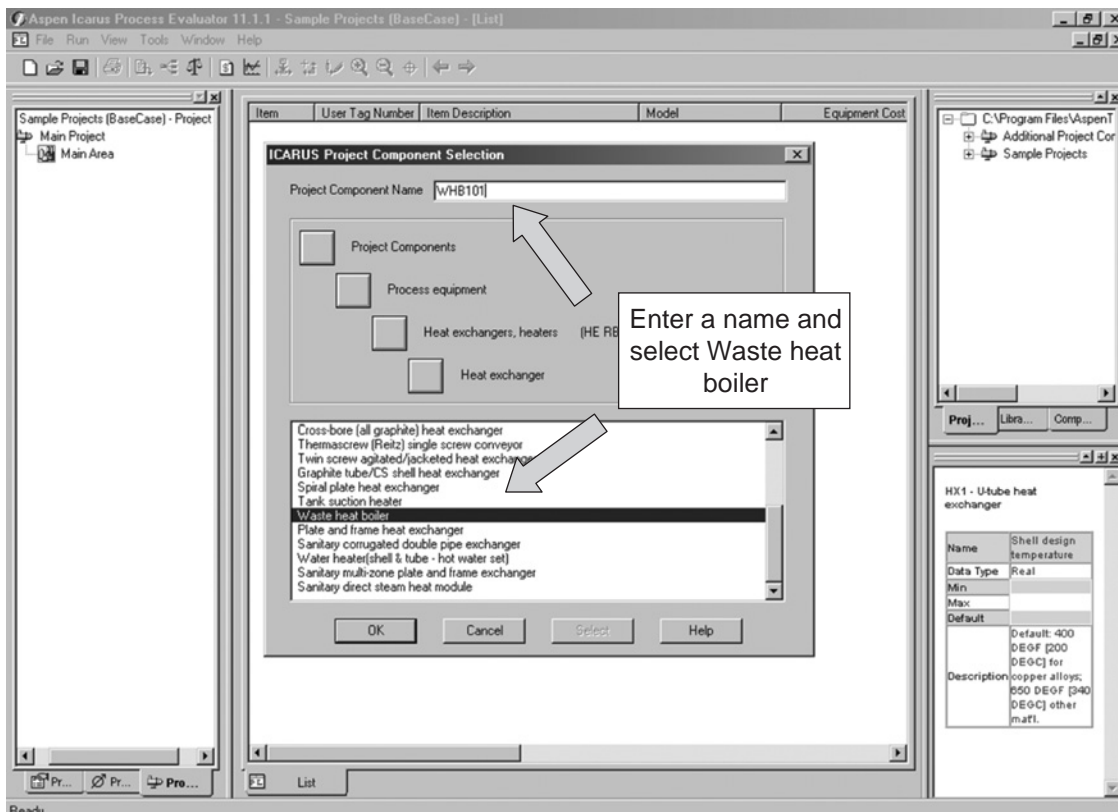 Aspen Icarus Process Evaluator 11.1.1 - Sample Projects (BaseCase) - [List]
File Run View Tools Window Help
Sample Projects (BaseCase) - Project
Main Project
Main Area
Item User Tag Number Item Description Model Equipment Cost
ICARUS Project Component Selection
Project Component Name WHB101
Project Components
Process equipment
Heat exchangers, heaters (HE RE
Heat exchanger
Enter a name and
select Waste heat
boiler
Cross-bore (all graphite) heat exchanger
Thermascrew (Reitz) single screw conveyor
Twin screw agitated/jacketed heat exchange
Graphite tube/CS shell heat exchanger
Spiral plate heat exchanger
Tank suction heater
Waste heat boiler
Plate and frame heat exchanger
Sanitary corrugated double pipe exchanger
Water heater(shell & tube - hot water set)
Sanitary multi-zone plate and frame exchanger
Sanitary direct steam heat module
OK Cancel Select Help
C:\Program Files\AspenT
Additional Project Cor
Sample Projects
Proj... Libra... Comp...
HX1 - U-tube heat
exchanger
Name Shell design
temperature
Data Type Real
Min
Max
Default
Description Default: 400
DEGF [200
DEGC] for
copper alloys;
650 DEGF [340
DEGC] other
mat'l.
Pr... Pr... Pro...
List
Ready